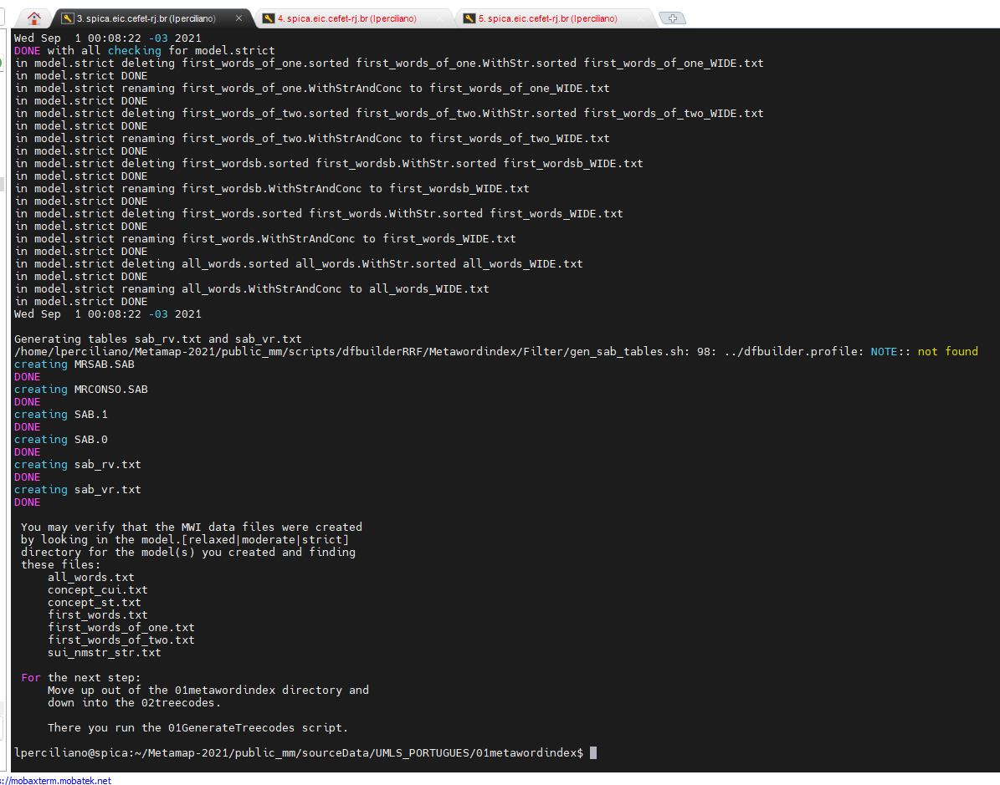 3. spica.eic.cefet-rj.br (lperciliano)
4. spica.eic.cefet-rj.br (lperciliano)
5. spica.eic.cefet-rj.br (lperciliano)
Wed Sep  1 00:08:22 -03 2021
DONE with all checking for model.strict
in model.strict deleting first_words_of_one.sorted first_words_of_one.WithStr.sorted first_words_of_one_WIDE.txt
in model.strict DONE
in model.strict renaming first_words_of_one.WithStrAndConc to first_words_of_one_WIDE.txt
in model.strict DONE
in model.strict deleting first_words_of_two.sorted first_words_of_two.WithStr.sorted first_words_of_two_WIDE.txt
in model.strict DONE
in model.strict renaming first_words_of_two.WithStrAndConc to first_words_of_two_WIDE.txt
in model.strict DONE
in model.strict deleting first_wordsb.sorted first_wordsb.WithStr.sorted first_wordsb_WIDE.txt
in model.strict DONE
in model.strict renaming first_wordsb.WithStrAndConc to first_wordsb_WIDE.txt
in model.strict DONE
in model.strict deleting first_words.sorted first_words.WithStr.sorted first_words_WIDE.txt
in model.strict DONE
in model.strict renaming first_words.WithStrAndConc to first_words_WIDE.txt
in model.strict DONE
in model.strict deleting all_words.sorted all_words.WithStr.sorted all_words_WIDE.txt
in model.strict DONE
in model.strict renaming all_words.WithStrAndConc to all_words_WIDE.txt
in model.strict DONE
Wed Sep  1 00:08:22 -03 2021
Generating tables sab_rv.txt and sab_vr.txt
/home/lperciliano/Metamap-2021/public_mm/scripts/dfbuilderRRF/Metawordindex/Filter/gen_sab_tables.sh: 98: ../dfbuilder.profile: NOTE:: not found
creating MRSAB.SAB
DONE
creating MRCONSO.SAB
DONE
creating SAB.1
DONE
creating SAB.0
DONE
creating sab_rv.txt
DONE
creating sab_vr.txt
DONE
You may verify that the MWI data files were created
by looking in the model.[relaxed|moderate|strict]
directory for the model(s) you created and finding
these files:
all_words.txt
concept_cui.txt
concept_st.txt
first_words.txt
first_words_of_one.txt
first_words_of_two.txt
sui_nmstr_str.txt
For the next step:
Move up out of the 01metawordindex directory and
down into the 02treecodes.
There you run the 01GenerateTreecodes script.
lperciliano@spica:~/Metamap-2021/public_mm/sourceData/UMLS_PORTUGUES/01metawordindex$
s://mobaxterm.mobatek.net